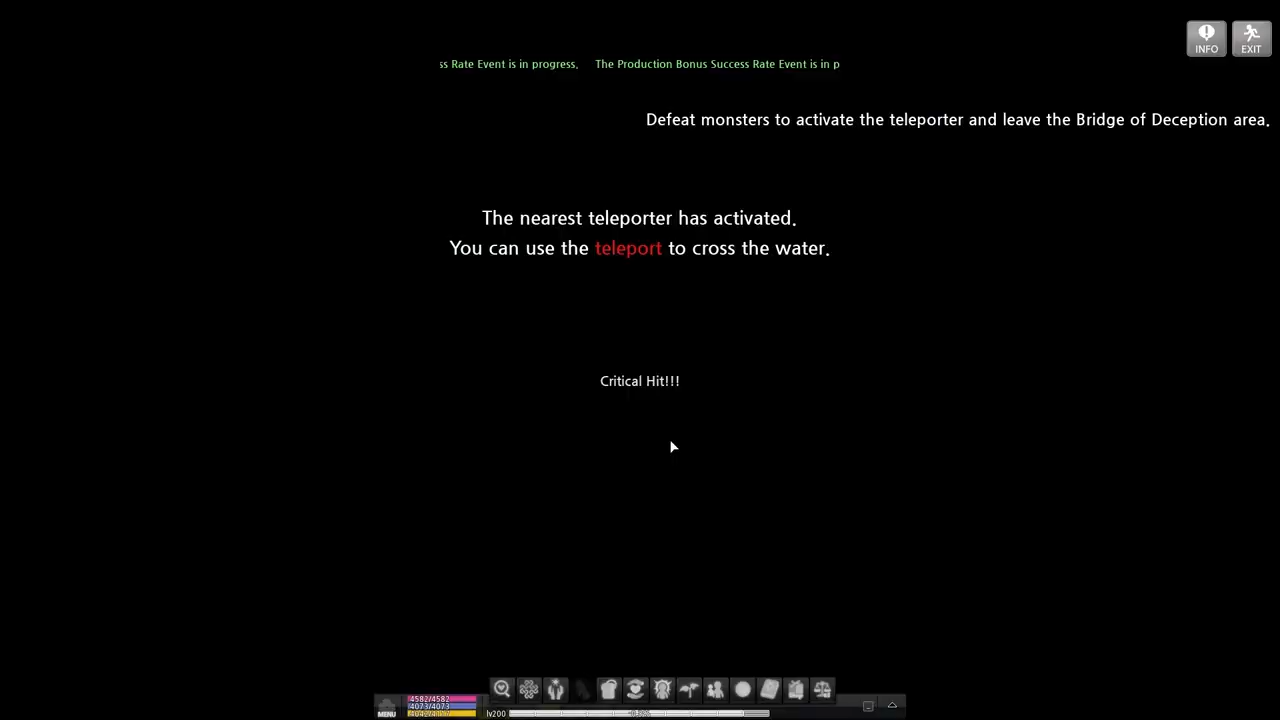 INFO
EXIT
ss Rate Event is in progress. The Production Bonus Success Rate Event is in p
Defeat monsters to activate the teleporter and leave the Bridge of Deception area.
The nearest teleporter has activated.
You can use the teleport to cross the water.
Critical Hit!!!
4582/4582
4073/4073
MENU
lv200